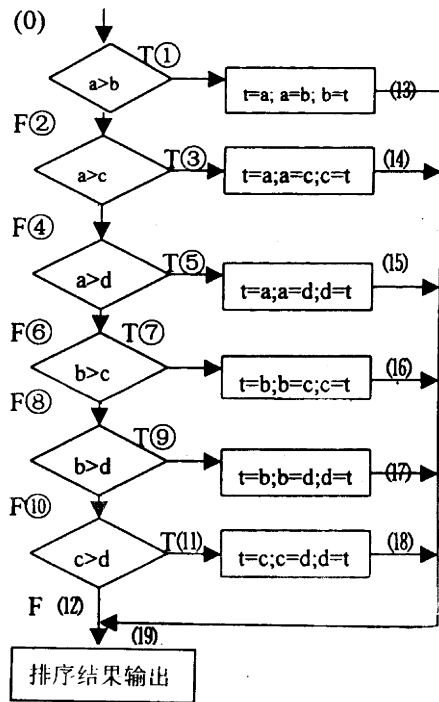 (0)
T①
a>b
t=a; a=b; b=t
(13)
F②
T③
a>c
t=a;a=c;c=t
(14)
F④
T⑤
a>d
t=a;a=d;d=t
(15)
F⑥
T⑦
b>c
t=b;b=c;c=t
(16)
F⑧
T⑨
b>d
t=b;b=d;d=t
(17)
F⑩
T(11)
c>d
t=c;c=d;d=t
(18)
F (12)
(19)
排序结果输出